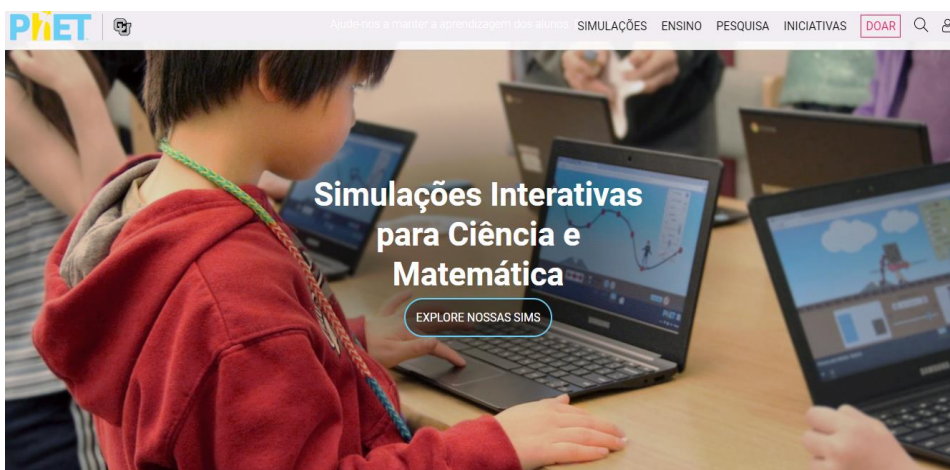 PhET
Ajude-nos a manter a aprendizagem dos alunos
SIMULAÇÕES ENSINO PESQUISA INICIATIVAS DOAR
Simulações Interativas
para Ciência e
Matemática
EXPLORE NOSSAS SIMS